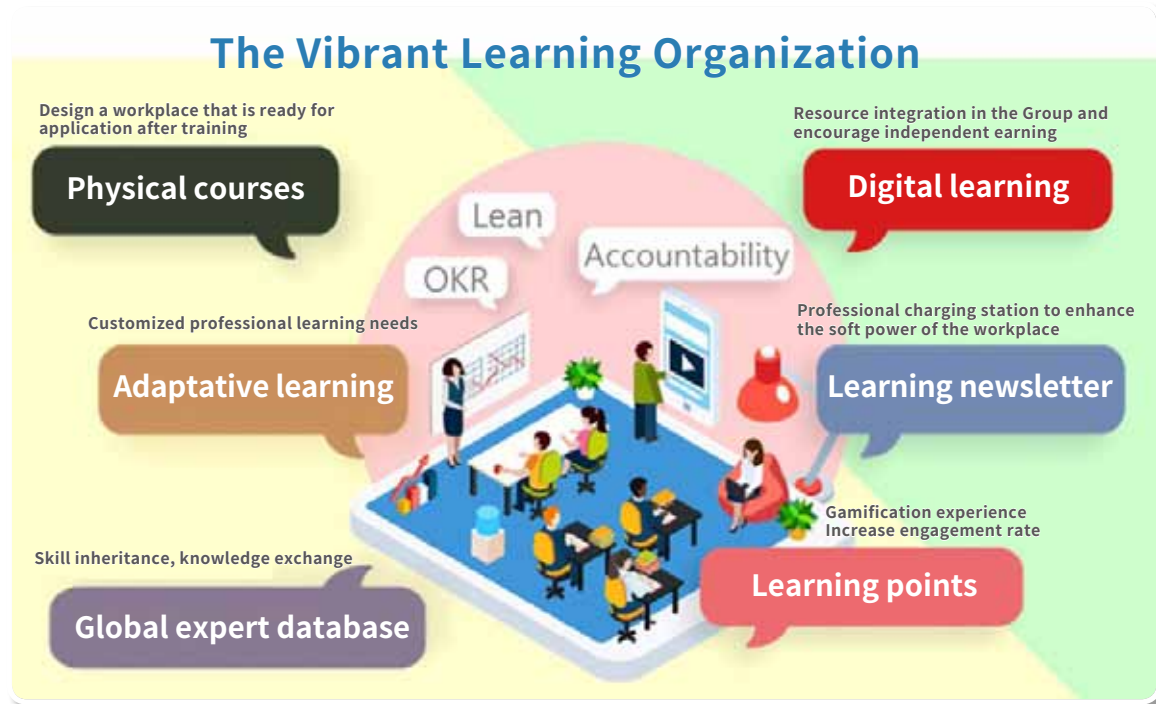 The Vibrant Learning Organization
Design a workplace that is ready for
application after training
Physical courses
Resource integration in the Group and
encourage independent earning
Digital learning
Lean
Accountability
OKR
Customized professional learning needs
Adaptative learning
Professional charging station to enhance
the soft power of the workplace
Learning newsletter
Skill inheritance, knowledge exchange
Global expert database
Gamification experience
Increase engagement rate
Learning points